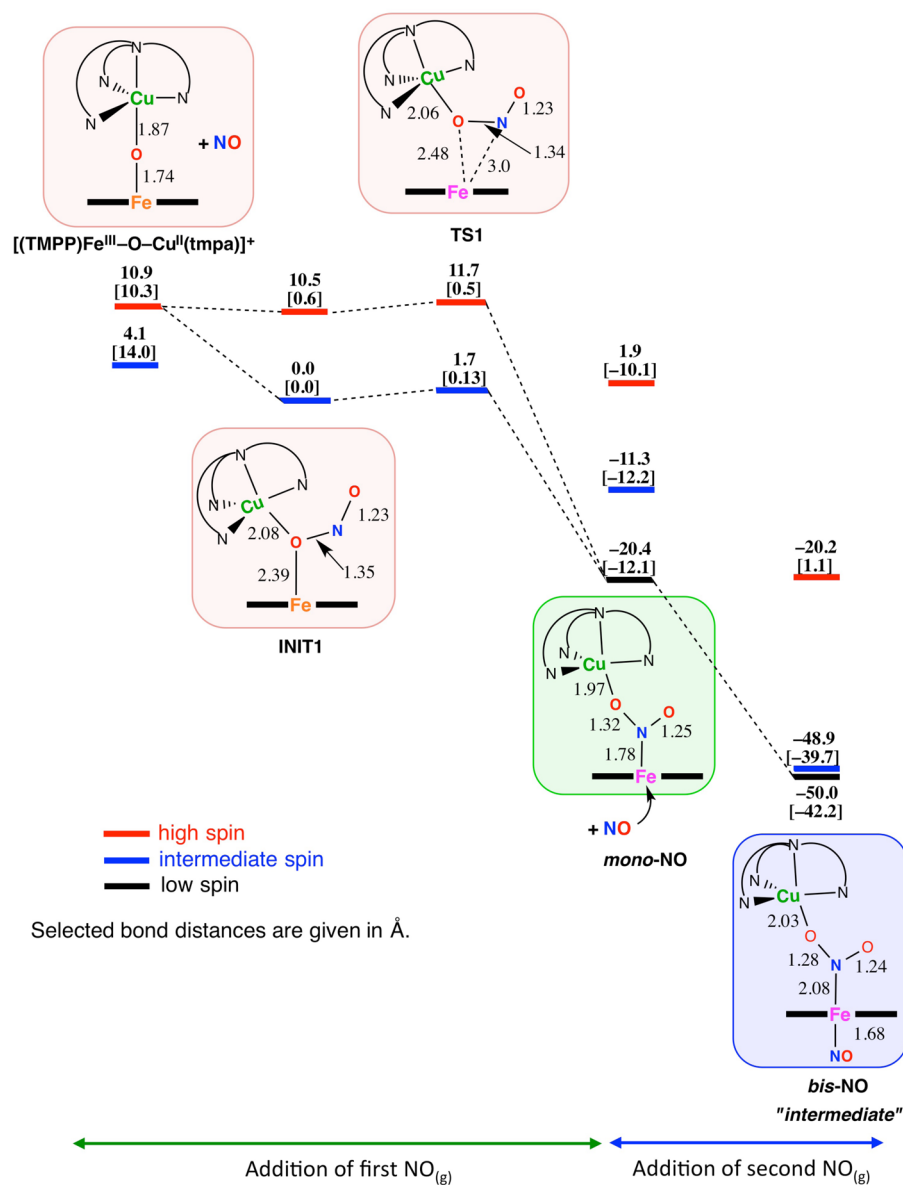 N
N
N
N
Cu
1.87
O
1.74
Fe
+ NO
[(TMPP)Fe^III–O–Cu^II(tmpa)]^+
N
N
N
N
Cu
2.06
O
N
O
1.23
1.34
2.48
3.0
Fe
TS1
10.9
[10.3]
4.1
[14.0]
10.5
[0.6]
0.0
[0.0]
11.7
[0.5]
1.7
[0.13]
1.9
[–10.1]
–11.3
[–12.2]
–20.4
[–12.1]
–20.2
[1.1]
–48.9
[–39.7]
–50.0
[–42.2]
N
N
N
N
Cu
2.08
O
N
O
1.23
1.35
2.39
Fe
INIT1
N
N
N
N
Cu
1.97
O
O
1.32
N
1.25
1.78
Fe
+ NO
mono-NO
high spin
intermediate spin
low spin
Selected bond distances are given in Å.
N
N
N
N
Cu
2.03
O
O
1.28
N
1.24
2.08
Fe
1.68
NO
bis-NO
"intermediate"
Addition of first NO(g)
Addition of second NO(g)